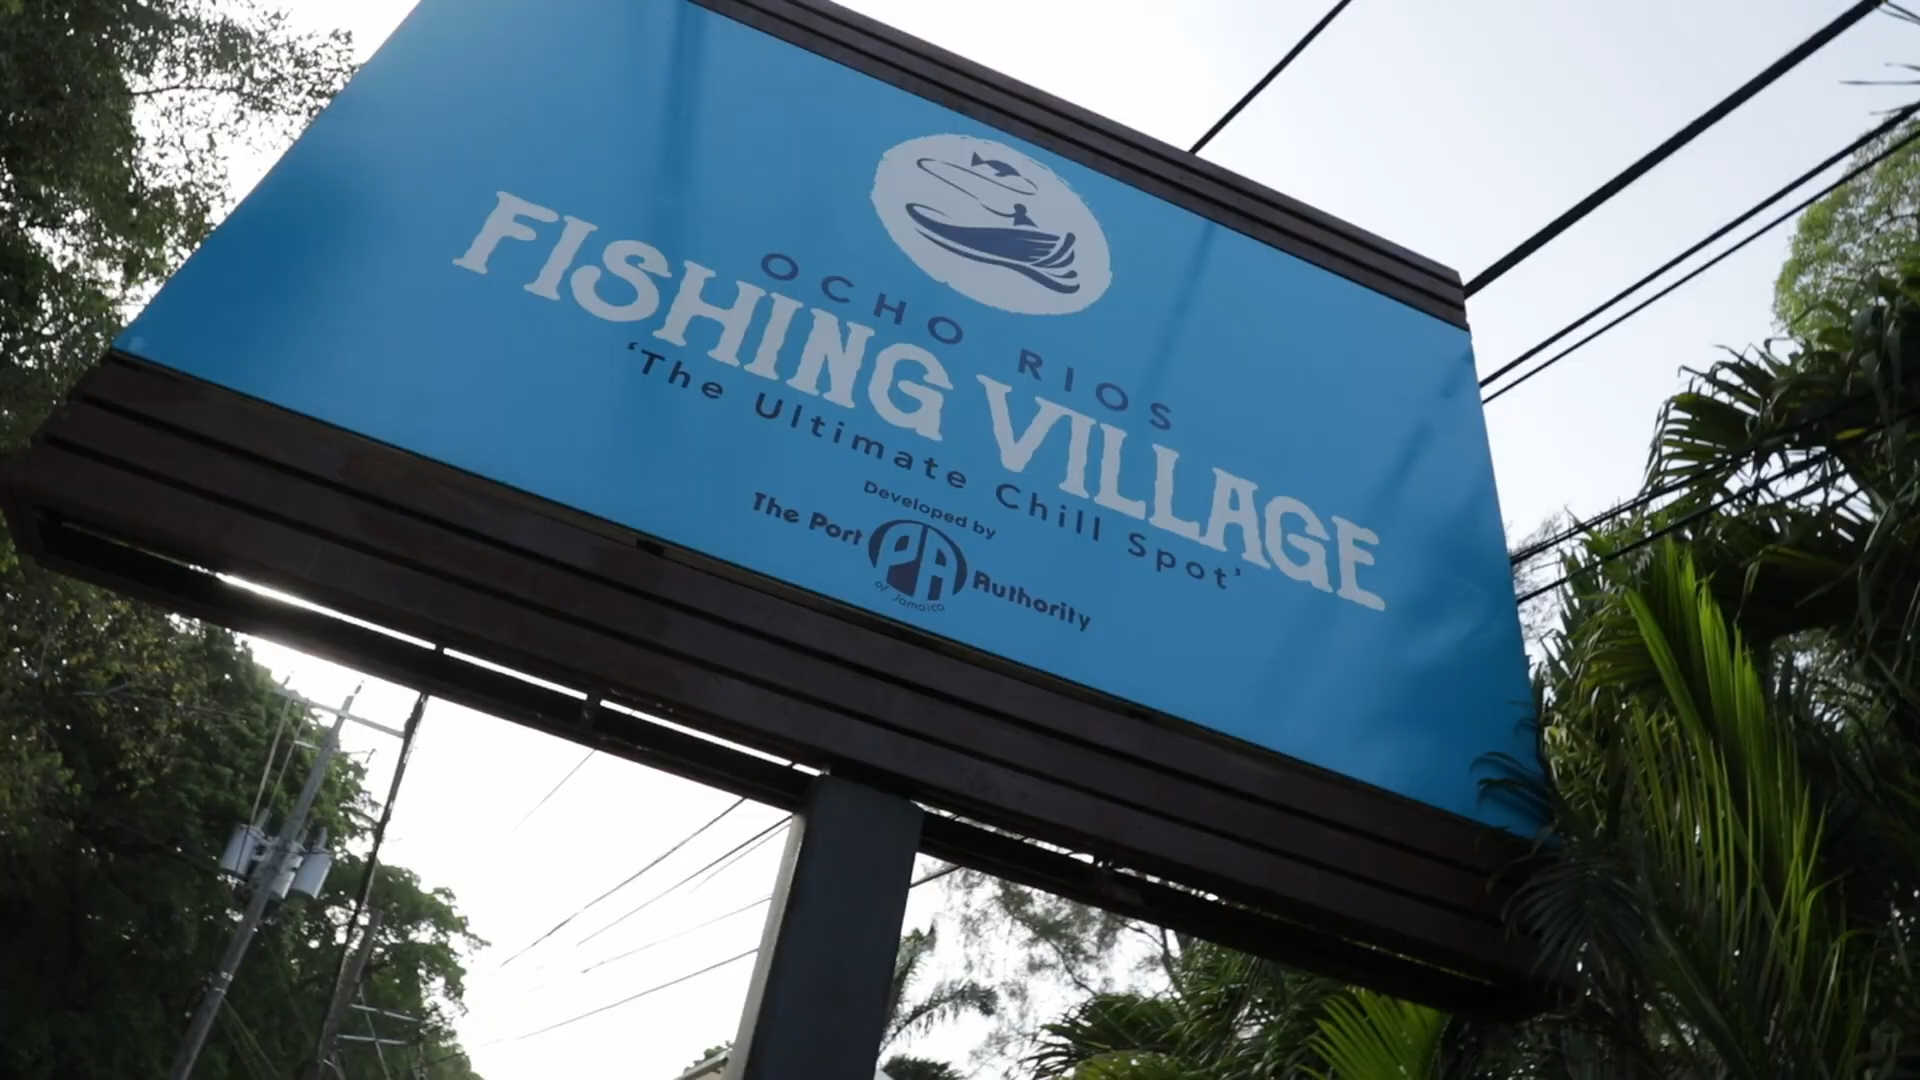 OCHO RIOS
FISHING VILLAGE
‘The Ultimate Chill Spot’
Developed by
The Port PA Authority
of Jamaica